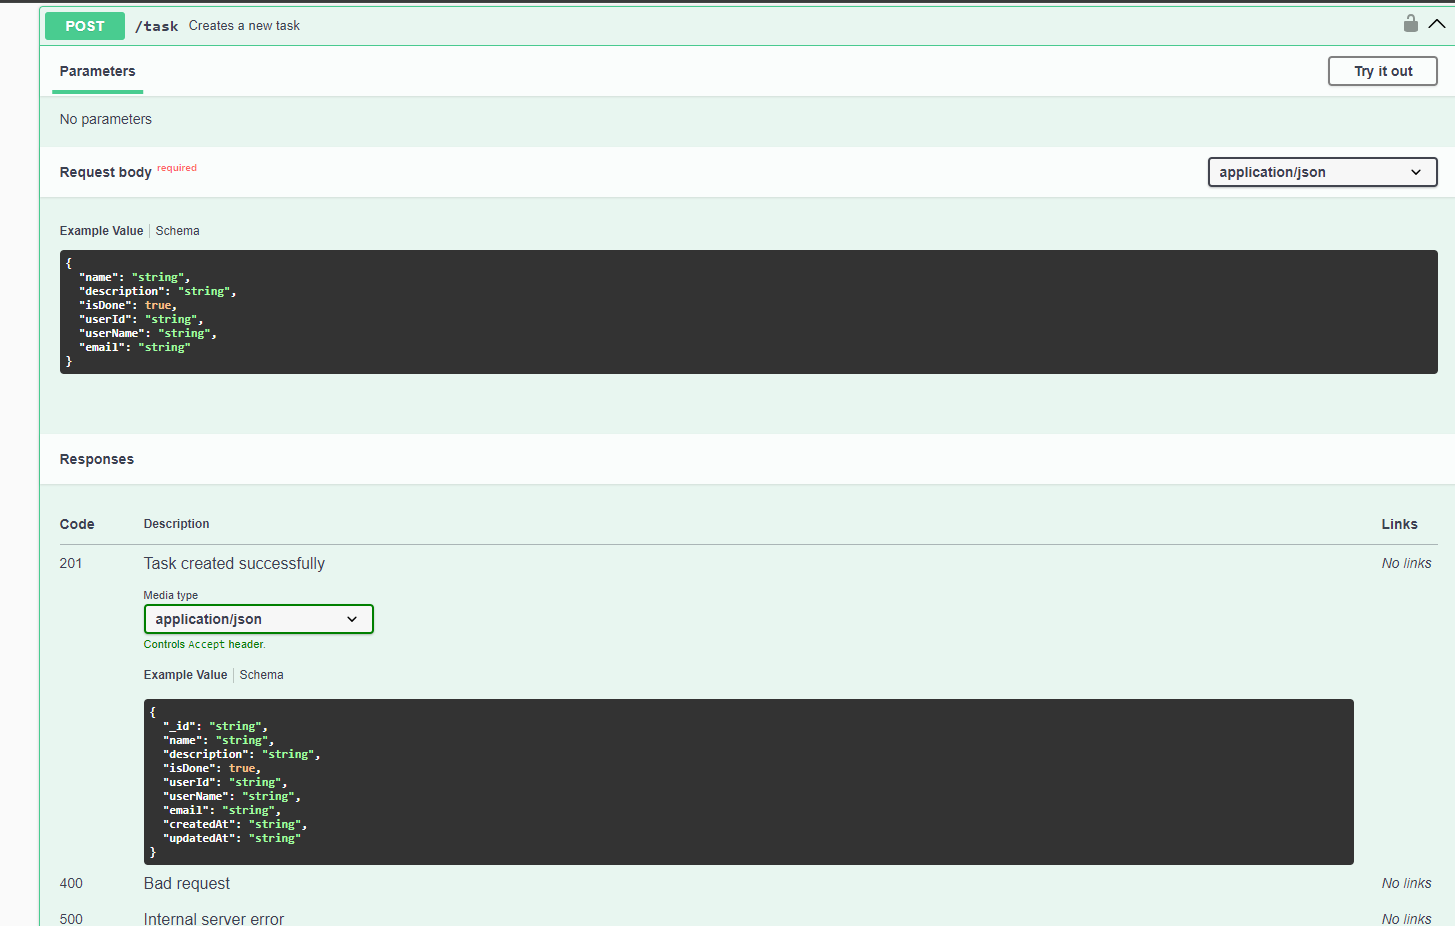 POST /task Creates a new task
Parameters Try it out
No parameters
Request body required application/json
Example Value Schema
{
  "name": "string",
  "description": "string",
  "isDone": true,
  "userId": "string",
  "userName": "string",
  "email": "string"
}
Responses
Code Description Links
201 Task created successfully No links
Media type
application/json
Controls Accept header.
Example Value Schema
{
  "_id": "string",
  "name": "string",
  "description": "string",
  "isDone": true,
  "userId": "string",
  "userName": "string",
  "email": "string",
  "createdAt": "string",
  "updatedAt": "string"
}
400 Bad request No links
500 Internal server error No links